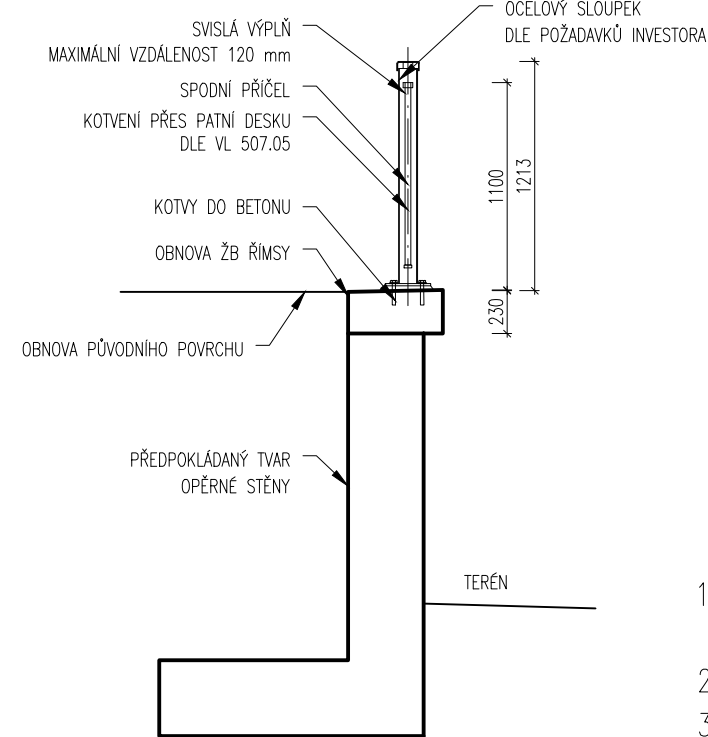 OCELOVÝ SLOUPEK
DLE POŽADAVKŮ INVESTORA
SVISLÁ VÝPLŇ
MAXIMÁLNÍ VZDÁLENOST 120 mm
SPODNÍ PŘÍČEL
KOTVENÍ PŘES PATNÍ DESKU
DLE VL 507.05
KOTVY DO BETONU
OBNOVA ŽB ŘÍMSY
1100
1213
230
OBNOVA PŮVODNÍHO POVRCHU
PŘEDPOKLÁDANÝ TVAR
OPĚRNÉ STĚNY
TERÉN
1
2
3